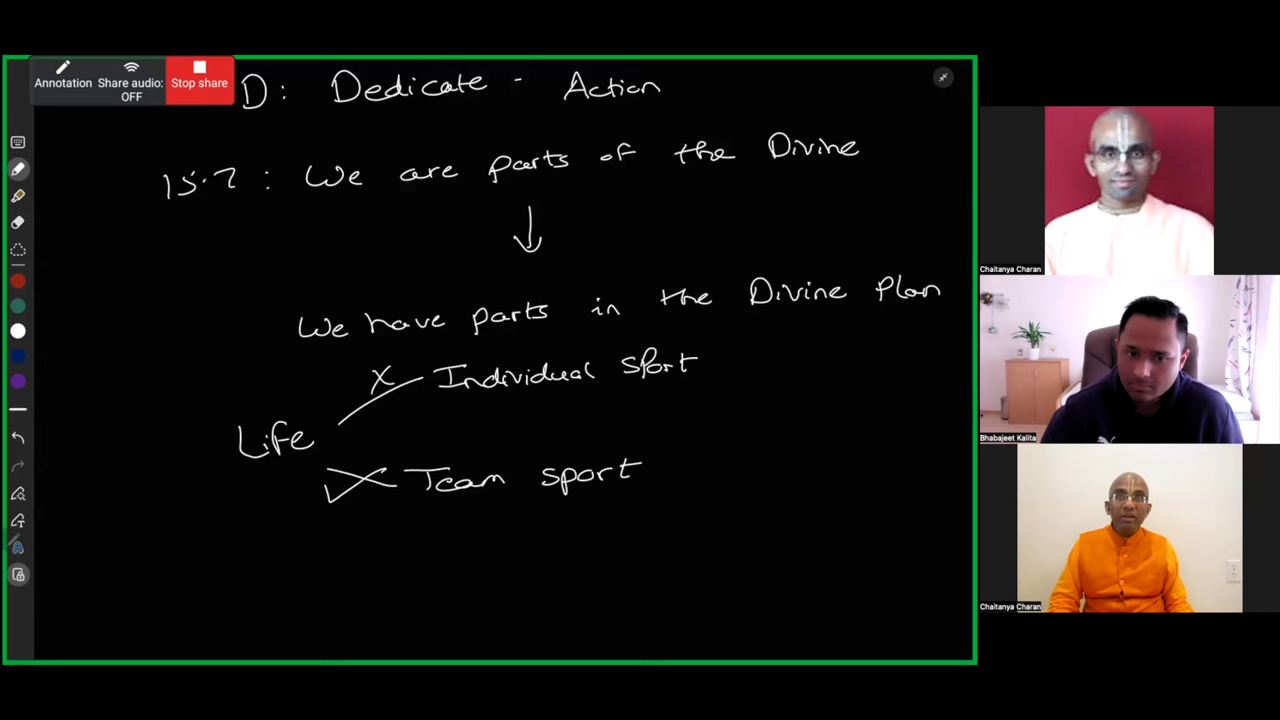 Annotation
Share audio:
OFF
Stop share
D: Dedicate - Action
15.7: We are parts of the Divine
We have parts in the Divine Plan
X Individual Sport
Life
Team sport
Chaitanya Charan
Bhabajeet Kalita
Chaitanya Charan